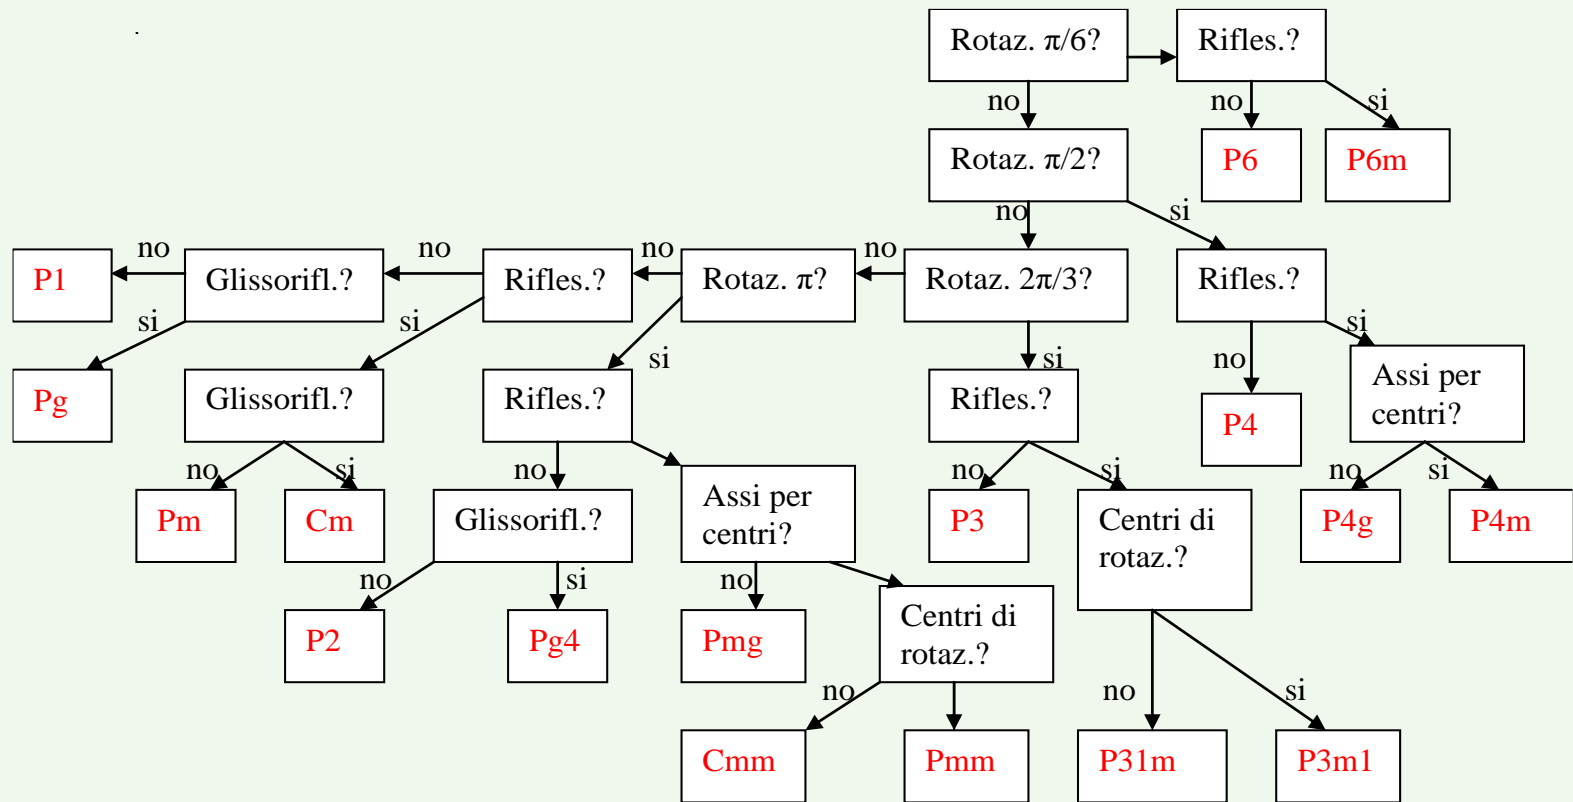 Rotaz. π/6?
Rifles.?
no
no
si
Rotaz. π/2?
P6
P6m
no
si
P1
no
Glissorifl.?
no
Rifles.?
no
Rotaz. π?
no
Rotaz. 2π/3?
Rifles.?
si
si
si
si
no
si
Pg
Glissorifl.?
Rifles.?
Rifles.?
P4
Assi per
centri?
no
si
no
no
si
no
si
Pm
Cm
Glissorifl.?
Assi per
centri?
P3
Centri di
rotaz.?
P4g
P4m
no
si
no
P2
Pg4
Pmg
Centri di
rotaz.?
no
no
si
Cmm
Pmm
P31m
P3m1